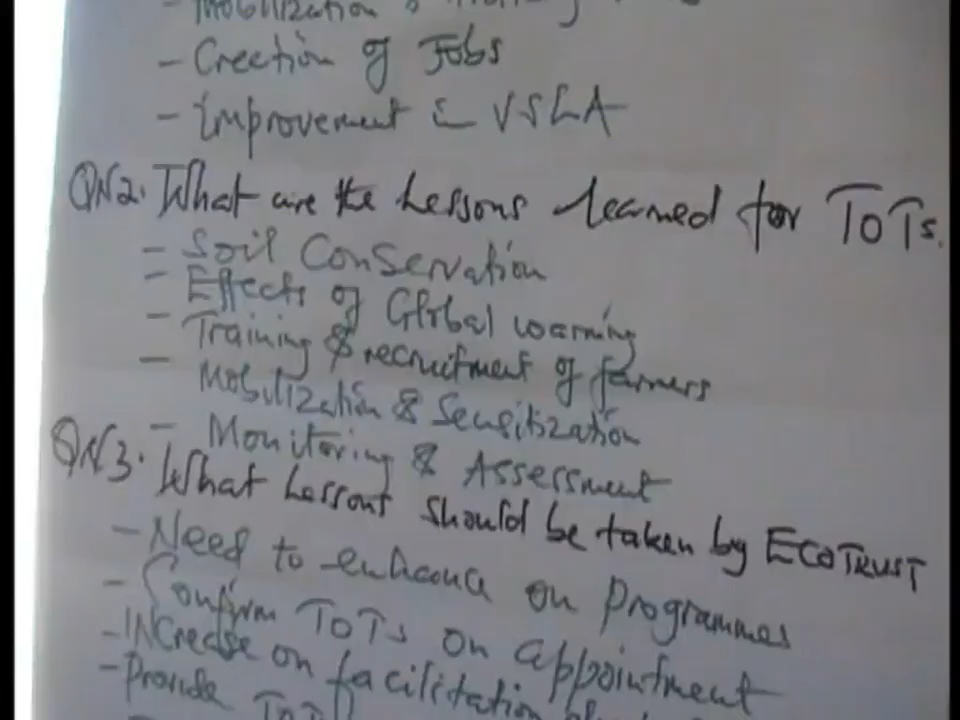 - Mobilization &
- Creation of Jobs
- improvement in VSLA
QN2. What are the Lessons learned for ToTs.
- Soil Conservation
- Effects of Global warming
- Training & recruitment of farmers
- Mobilization & Sensitization
- Monitoring & Assessment
QN3. What Lessons should be taken by ECOTRUST
- Need to enhance on programmes
- Confirm ToTs on appointment
- INcrease on facilitation
- Provide ToT